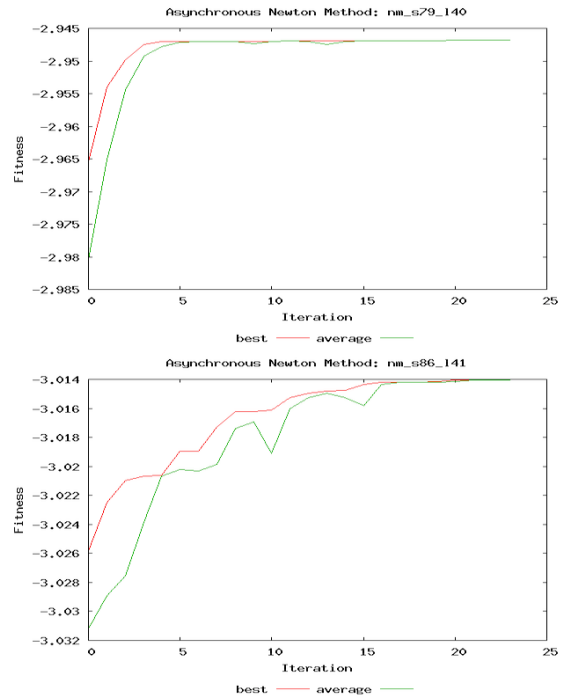 Asynchronous Newton Method: nm_s79_l40
-2.945
-2.95
-2.955
-2.96
-2.965
-2.97
-2.975
-2.98
-2.985
Fitness
0 5 10 15 20 25
Iteration
best average
Asynchronous Newton Method: nm_s86_l41
-3.014
-3.016
-3.018
-3.02
-3.022
-3.024
-3.026
-3.028
-3.03
-3.032
Fitness
0 5 10 15 20 25
Iteration
best average